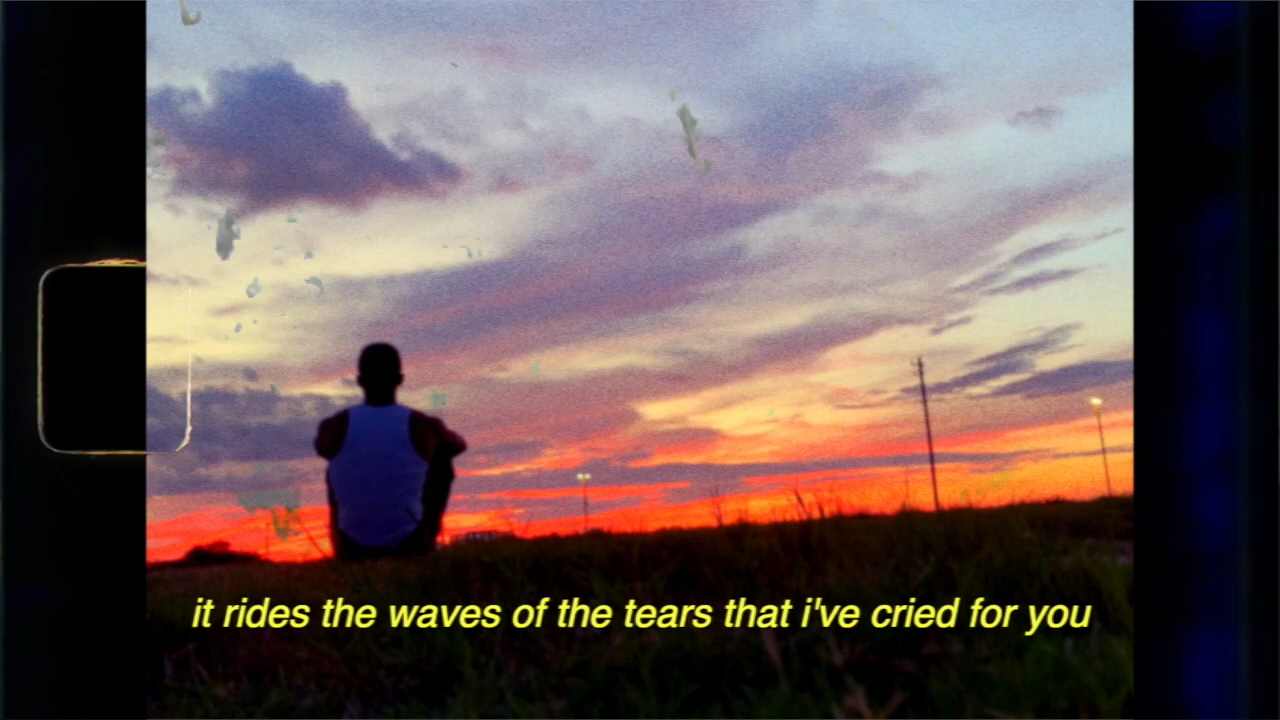 it rides the waves of the tears that i've cried for you